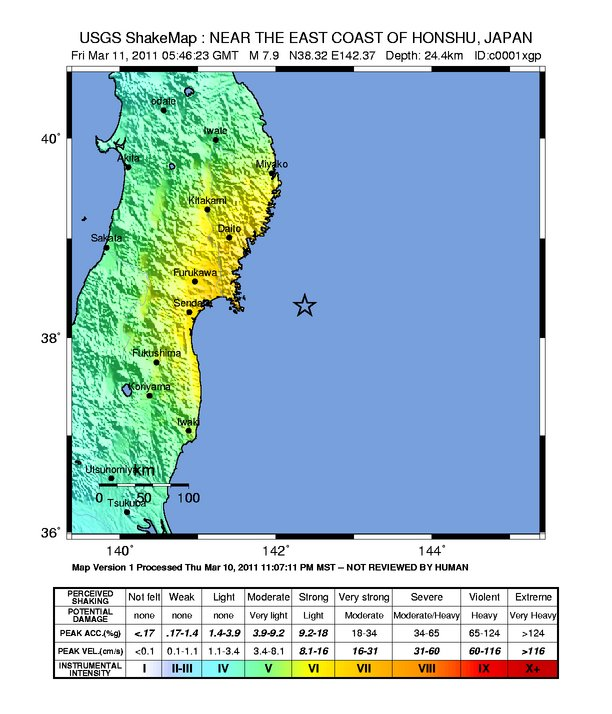 USGS ShakeMap : NEAR THE EAST COAST OF HONSHU, JAPAN
Fri Mar 11, 2011 05:46:23 GMT M 7.9 N38.32 E142.37 Depth: 24.4km ID:c0001xgp
odate
Iwate
40˚
Akita
Miyako
Kitakami
Daito
Sakata
Furukawa
Sendai
38˚
Fukushima
Koriyama
Iwaki
Utsunomiya
km
0 50 100
Tsukuba
36˚
140˚ 142˚ 144˚
Map Version 1 Processed Thu Mar 10, 2011 11:07:11 PM MST -- NOT REVIEWED BY HUMAN
PERCEIVED SHAKING Not felt Weak Light Moderate Strong Very strong Severe Violent Extreme
POTENTIAL DAMAGE none none none Very light Light Moderate Moderate/Heavy Heavy Very Heavy
PEAK ACC.(%g) <.17 .17-1.4 1.4-3.9 3.9-9.2 9.2-18 18-34 34-65 65-124 >124
PEAK VEL.(cm/s) <0.1 0.1-1.1 1.1-3.4 3.4-8.1 8.1-16 16-31 31-60 60-116 >116
INSTRUMENTAL INTENSITY I II-III IV V VI VII VIII IX X+